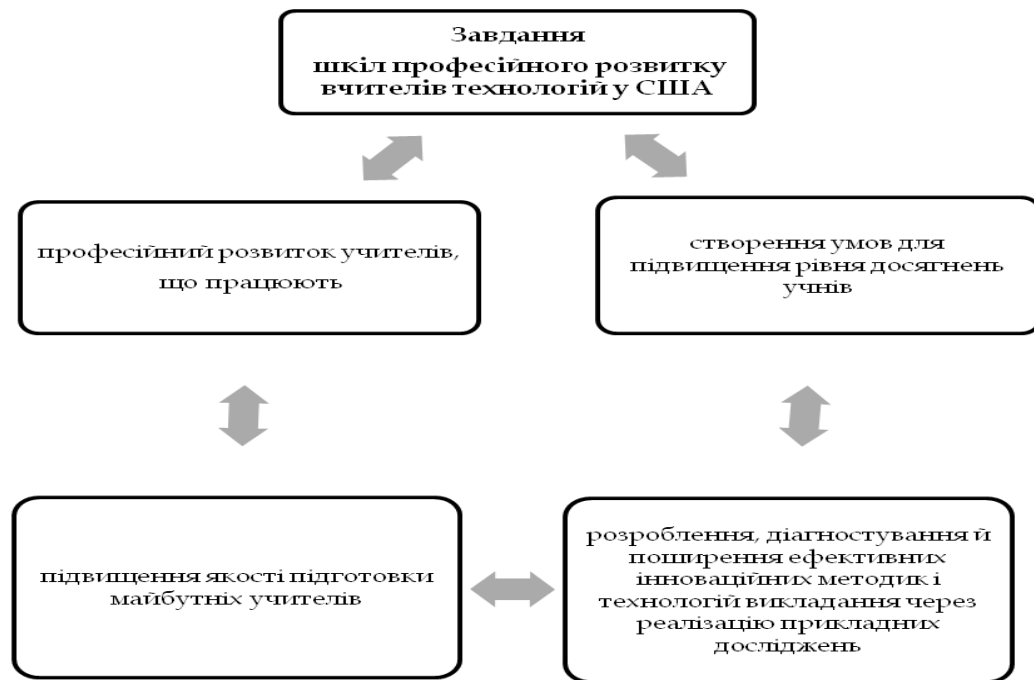 Завдання
шкіл професійного розвитку
вчителів технологій у США
професійний розвиток учителів,
що працюють
створення умов для
підвищення рівня досягнень
учнів
підвищення якості підготовки
майбутніх учителів
розроблення, діагностування й
поширення ефективних
інноваційних методик і
технологій викладання через
реалізацію прикладних
досліджень